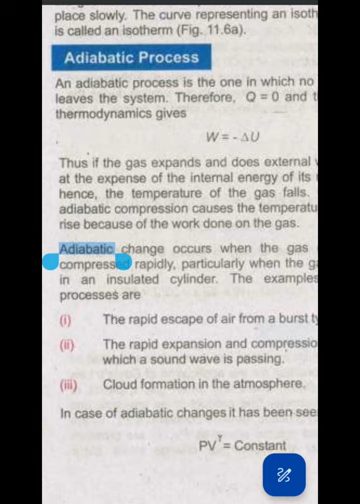 place slowly. The curve representing an isoth
is called an isotherm (Fig. 11.6a).
Adiabatic Process
An adiabatic process is the one in which no
leaves the system. Therefore, Q = 0 and t
thermodynamics gives
W = - ΔU
Thus if the gas expands and does external
at the expense of the internal energy of its
hence, the temperature of the gas falls.
adiabatic compression causes the temperatu
rise because of the work done on the gas.
Adiabatic change occurs when the gas
compressed rapidly, particularly when the ga
in an insulated cylinder. The examples
processes are
(i) The rapid escape of air from a burst ty
(ii) The rapid expansion and compressio
which a sound wave is passing.
(iii) Cloud formation in the atmosphere.
In case of adiabatic changes it has been see
PV^γ = Constant